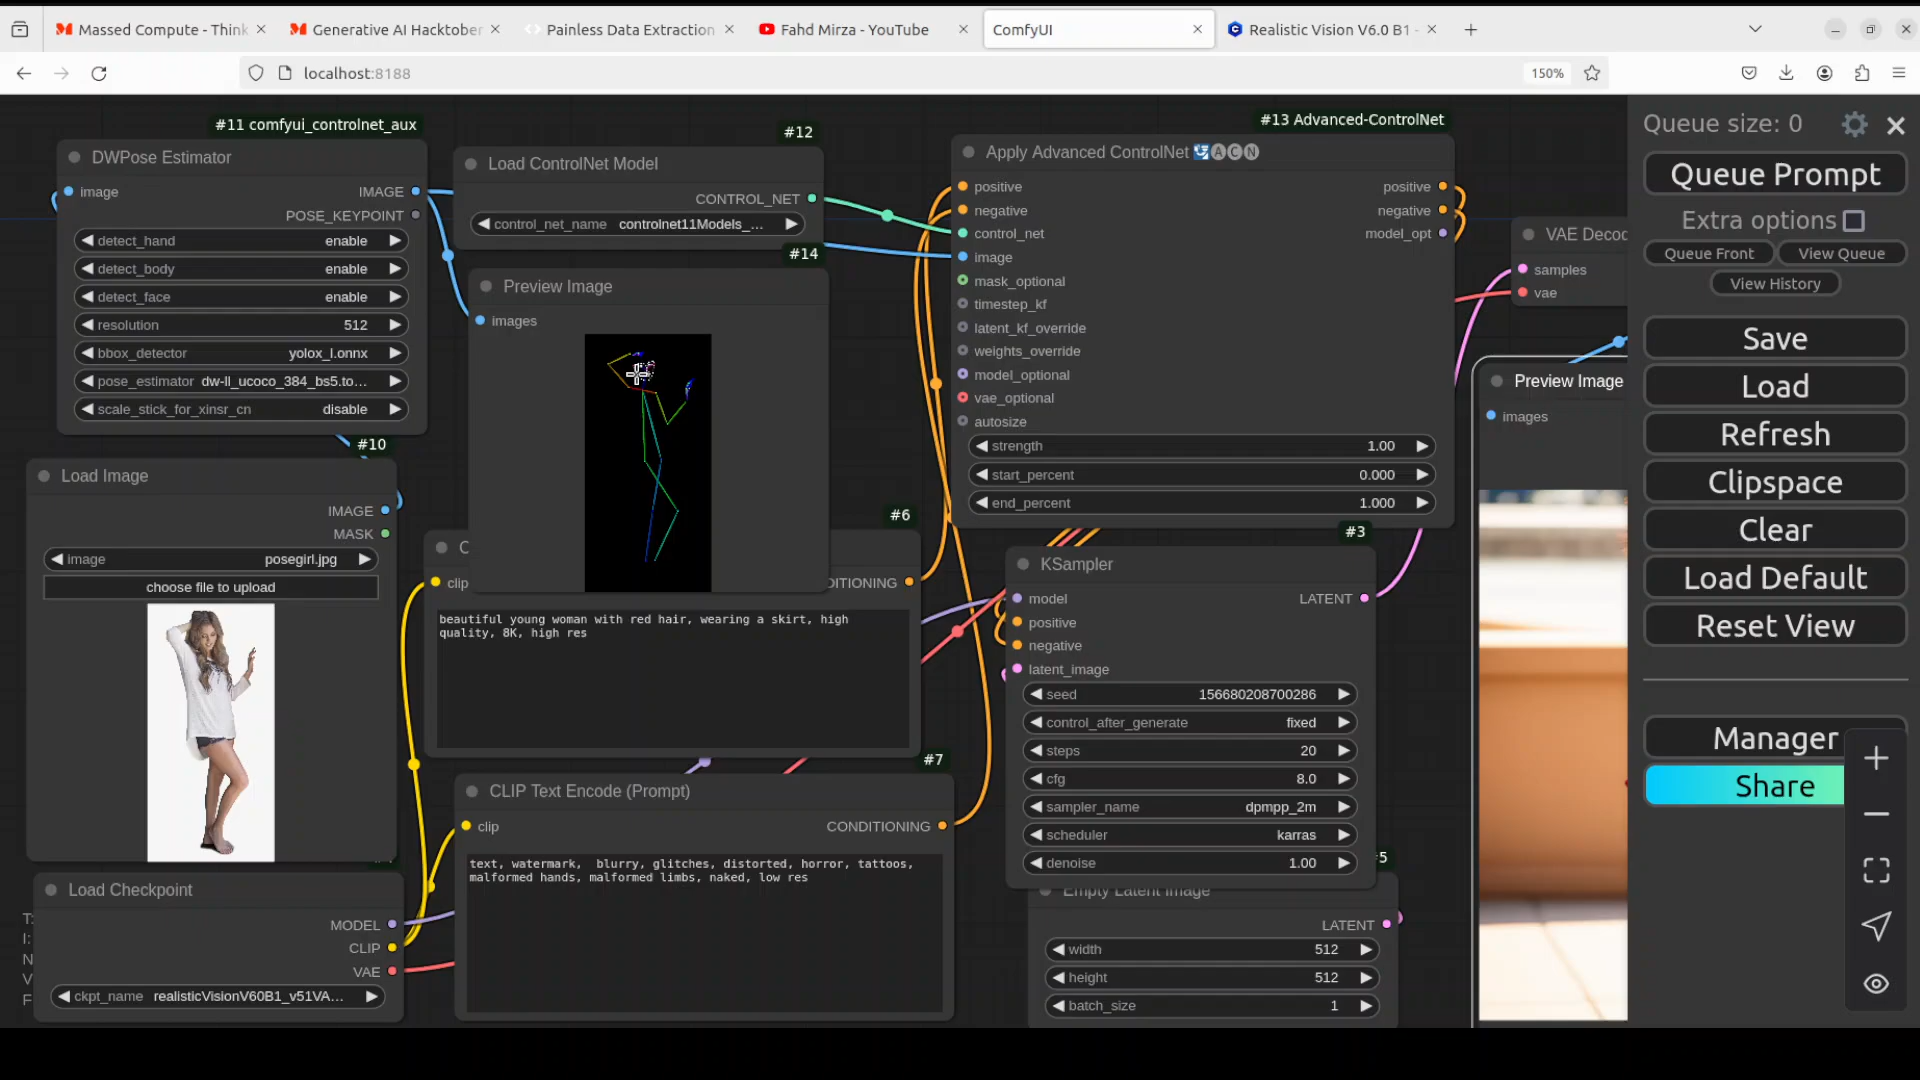 Massed Compute - Think
Generative AI Hacktober
Painless Data Extraction
Fahd Mirza - YouTube
ComfyUI
Realistic Vision V6.0 B1 -
localhost:8188
150%
#11 comfyui_controlnet_aux
DWPose Estimator
image
IMAGE
POSE_KEYPOINT
detect_hand enable
detect_body enable
detect_face enable
resolution 512
bbox_detector yolox_l.onnx
pose_estimator dw-ll_ucoco_384_bs5.to...
scale_stick_for_xinsr_cn disable
#12
Load ControlNet Model
CONTROL_NET
control_net_name controlnet11Models_...
#14
Preview Image
images
#13 Advanced-ControlNet
Apply Advanced ControlNet ACN
positive positive
negative negative
control_net model_opt
image
mask_optional
timestep_kf
latent_kf_override
weights_override
model_optional
vae_optional
autosize
strength 1.00
start_percent 0.000
end_percent 1.000
#10
Load Image
IMAGE
MASK
image posegirl.jpg
choose file to upload
#6
C
clip
DITIONING
beautiful young woman with red hair, wearing a skirt, high
quality, 8K, high res
#7
CLIP Text Encode (Prompt)
clip CONDITIONING
text, watermark,  blurry, glitches, distorted, horror, tattoos,
malformed hands, malformed limbs, naked, low res
Load Checkpoint
MODEL
CLIP
VAE
ckpt_name realisticVisionV60B1_v51VA...
T:
I:
N
V
F
#3
KSampler
model LATENT
positive
negative
latent_image
seed 156680208700286
control_after_generate fixed
steps 20
cfg 8.0
sampler_name dpmpp_2m
scheduler karras
denoise 1.00
5
Empty Latent Image
LATENT
width 512
height 512
batch_size 1
VAE Decod
samples
vae
Preview Image
images
Queue size: 0
Queue Prompt
Extra options
Queue Front View Queue
View History
Save
Load
Refresh
Clipspace
Clear
Load Default
Reset View
Manager
Share